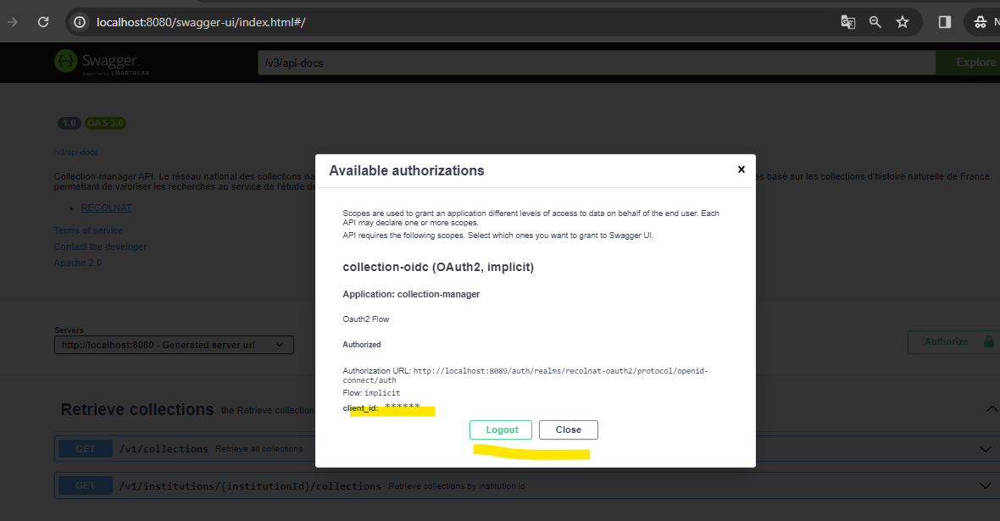 localhost:8080/swagger-ui/index.html#/
N
Swagger
Supported by SMARTBEAR
/v3/api-docs
Explore
1.0
OAS 3.0
/v3/api-docs
Available authorizations
Collection-manager API. Le réseau national des collections na
s basé sur les collections d'histoire naturelle de France,
permettant de valoriser les recherches au service de l'étude de
RECOLNAT
Terms of service
Contact the developer
Apache 2.0
Scopes are used to grant an application different levels of access to data on behalf of the end user. Each
API may declare one or more scopes.
API requires the following scopes. Select which ones you want to grant to Swagger UI.
collection-oidc (OAuth2, implicit)
Application: collection-manager
Oauth2 Flow
Authorized
Authorization URL: http://localhost:8089/auth/realms/recolnat-oauth2/protocol/openid-
connect/auth
Flow: implicit
client_id: ******
Logout
Close
Servers
http://localhost:8080 - Generated server url
Authorize
Retrieve collections the Retrieve collection
GET /v1/collections Retrieve all collections
GET /v1/institutions/{institutionId}/collections Retrieve collections by institution id